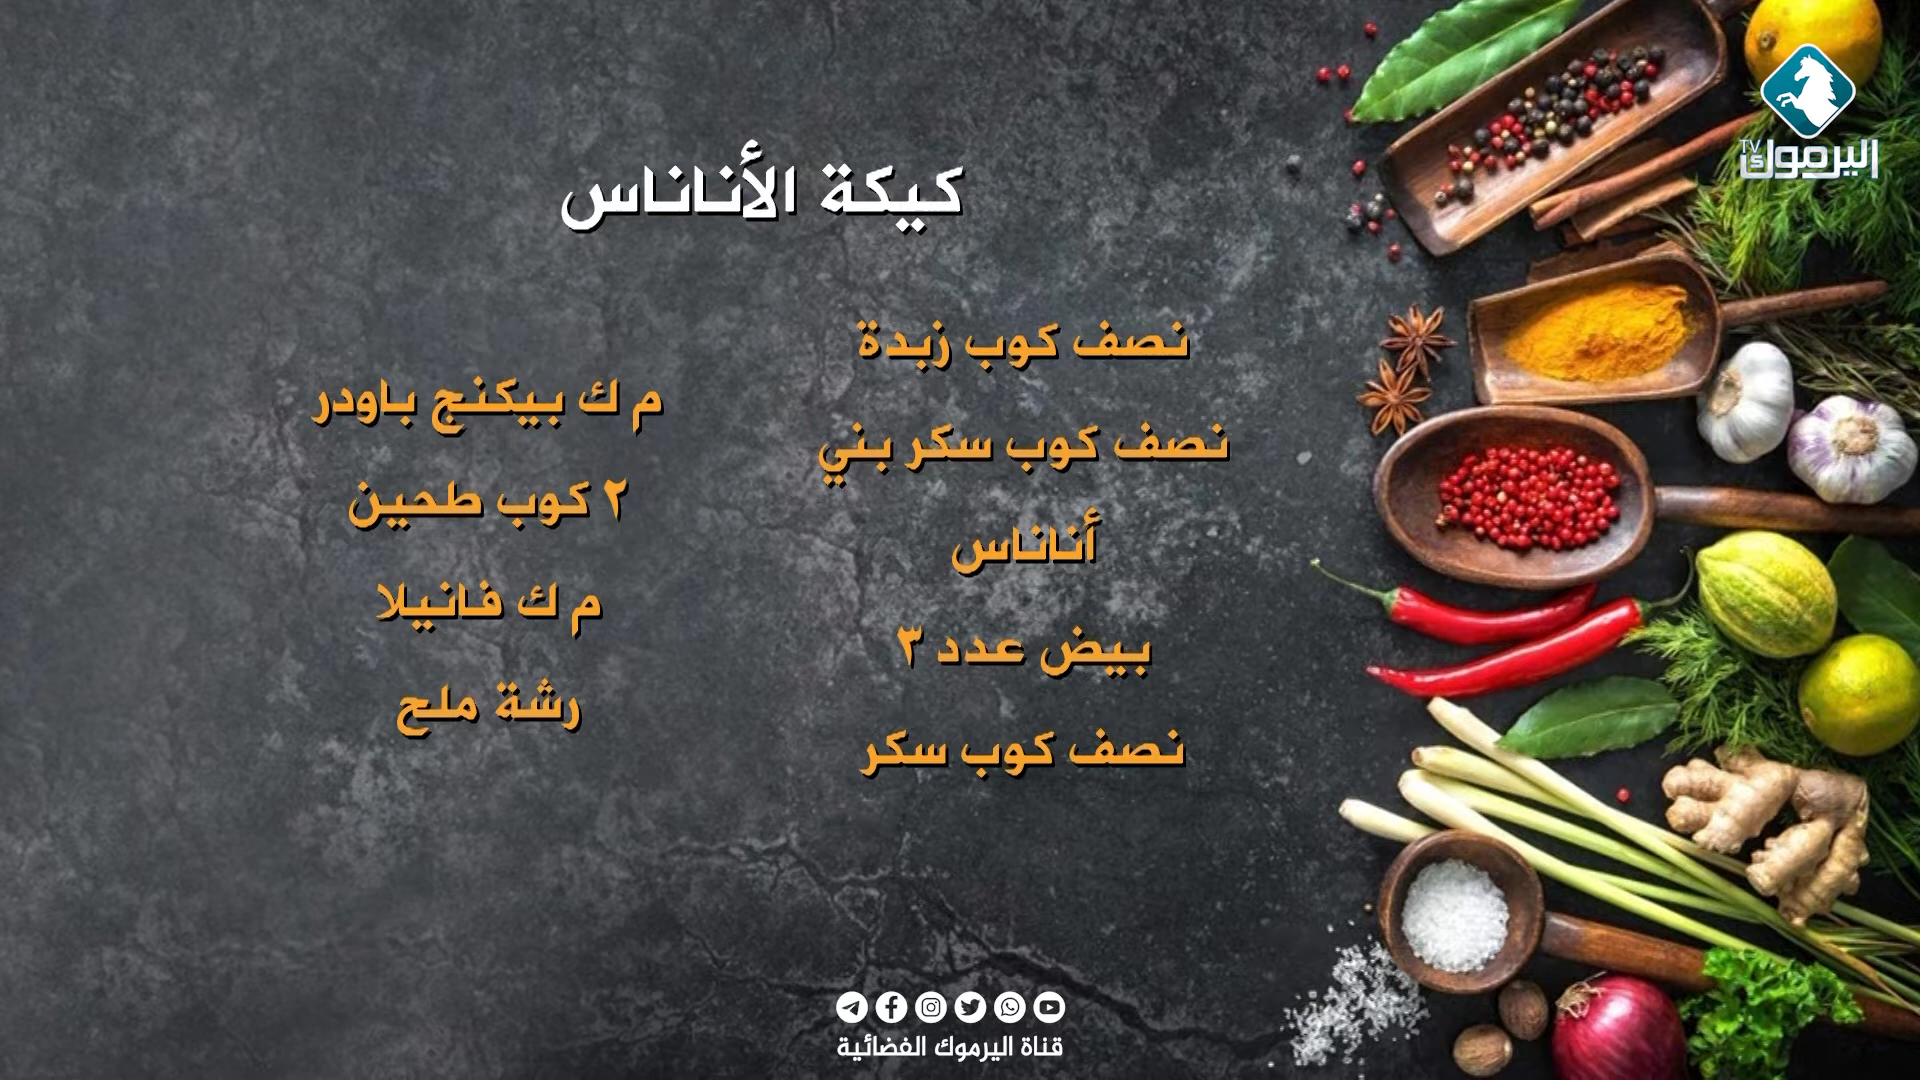 اليرموك
TV
كيكة الأناناس
نصف كوب زبدة
نصف كوب سكر بني
أناناس
بيض عدد ٣
نصف كوب سكر
م ك بيكنج باودر
٢ كوب طحين
م ك فانيلا
رشة ملح
قناة اليرموك الفضائية